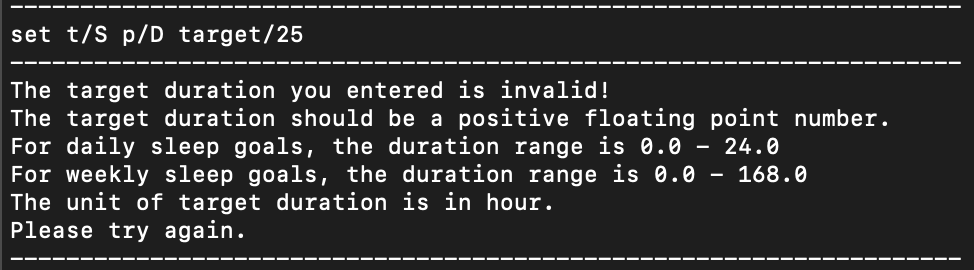 set t/S p/D target/25
The target duration you entered is invalid!
The target duration should be a positive floating point number.
For daily sleep goals, the duration range is 0.0 - 24.0
For weekly sleep goals, the duration range is 0.0 - 168.0
The unit of target duration is in hour.
Please try again.